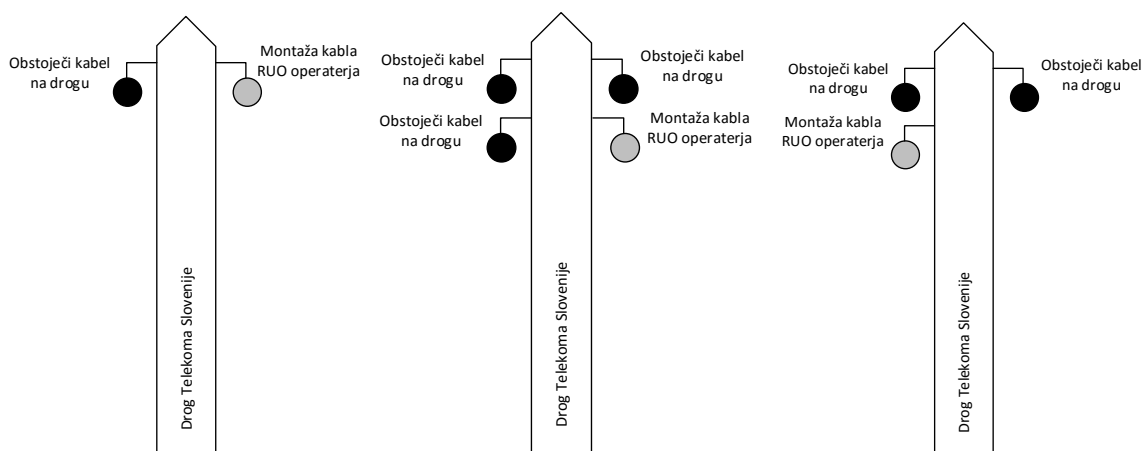 Obstoječi kabel
na drogu
Montaža kabla
RUO operaterja
Drog Telekoma Slovenije
Obstoječi kabel
na drogu
Obstoječi kabel
na drogu
Obstoječi kabel
na drogu
Montaža kabla
RUO operaterja
Drog Telekoma Slovenije
Obstoječi kabel
na drogu
Obstoječi kabel
na drogu
Montaža kabla
RUO operaterja
Drog Telekoma Slovenije